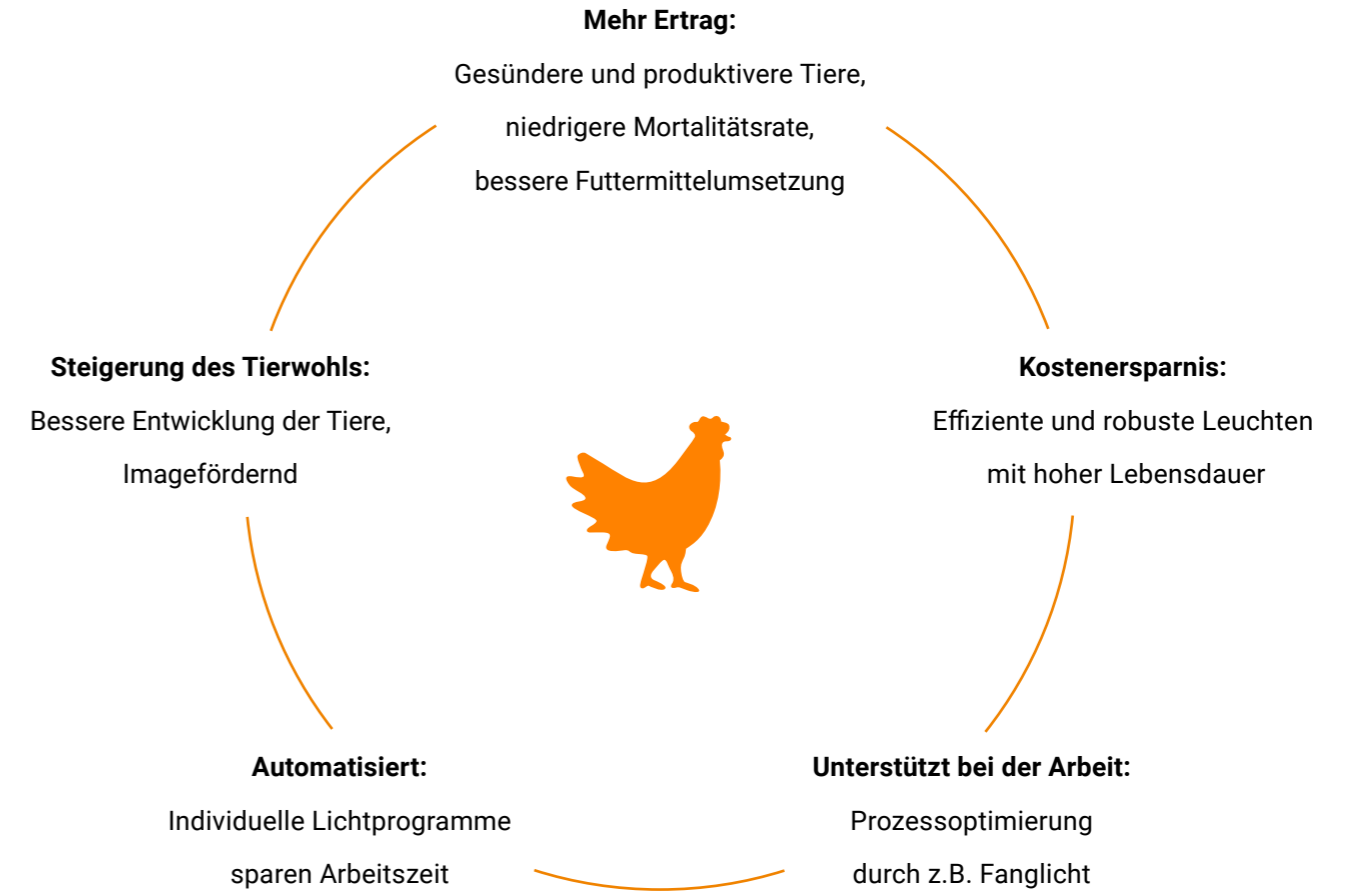 Mehr Ertrag:
Gesündere und produktivere Tiere,
niedrigere Mortalitätsrate,
bessere Futtermittelumsetzung
Steigerung des Tierwohls:
Bessere Entwicklung der Tiere,
Imagefördernd
Kostenersparnis:
Effiziente und robuste Leuchten
mit hoher Lebensdauer
Automatisiert:
Individuelle Lichtprogramme
sparen Arbeitszeit
Unterstützt bei der Arbeit:
Prozessoptimierung
durch z.B. Fanglicht